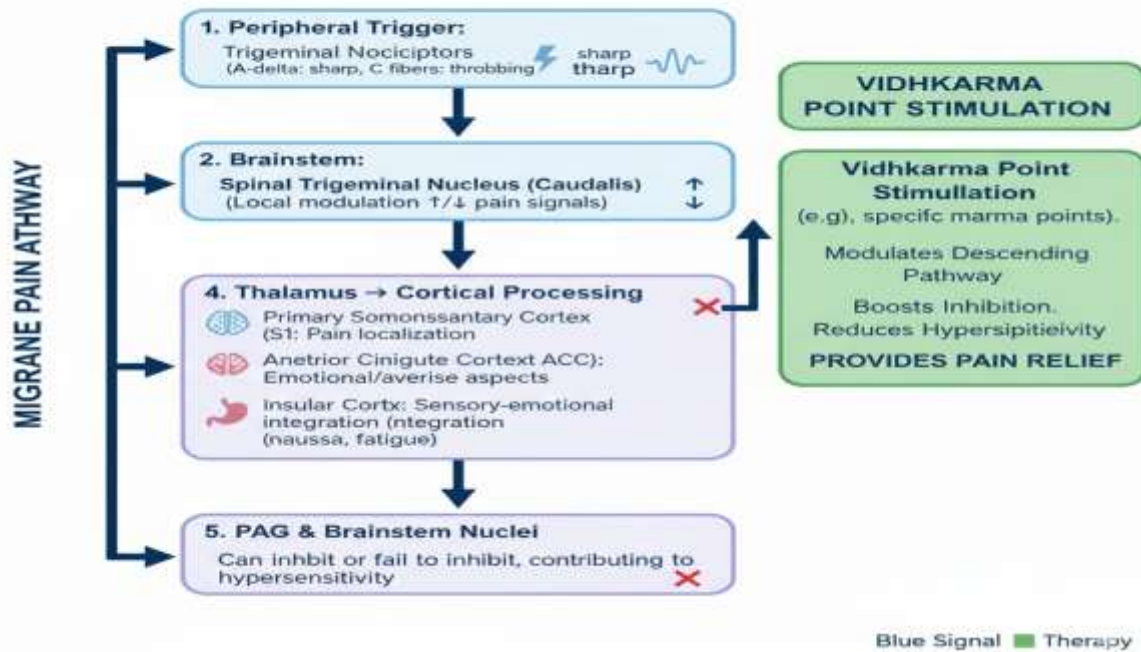 MIGRANE PAIN ATHWAY
1. Peripheral Trigger:
Trigeminal Nociciptors
(A-delta: sharp, C fibers: throbbing
sharp
tharp
2. Brainstem:
Spinal Trigeminal Nucleus (Caudalis) ↑
(Local modulation ↑/↓ pain signals) ↓
4. Thalamus → Cortical Processing
Primary Somonssantary Cortex
(S1: Pain localization
Anetrior Cinigute Cortext ACC):
Emotional/averise aspects
Insular Cortx: Sensory-emotional
integration (ntegration
(naussa, fatigue)
5. PAG & Brainstem Nuclei
Can inhbit or fail to inhibit, contributing to
hypersensitivity
VIDHKARMA
POINT STIMULATION
Vidhkarma Point
Stimullation
(e.g), specifc marma points).
Modulates Descending
Pathway
Boosts Inhibition.
Reduces Hypersipitieivity
PROVIDES PAIN RELIEF
Blue Signal Therapy